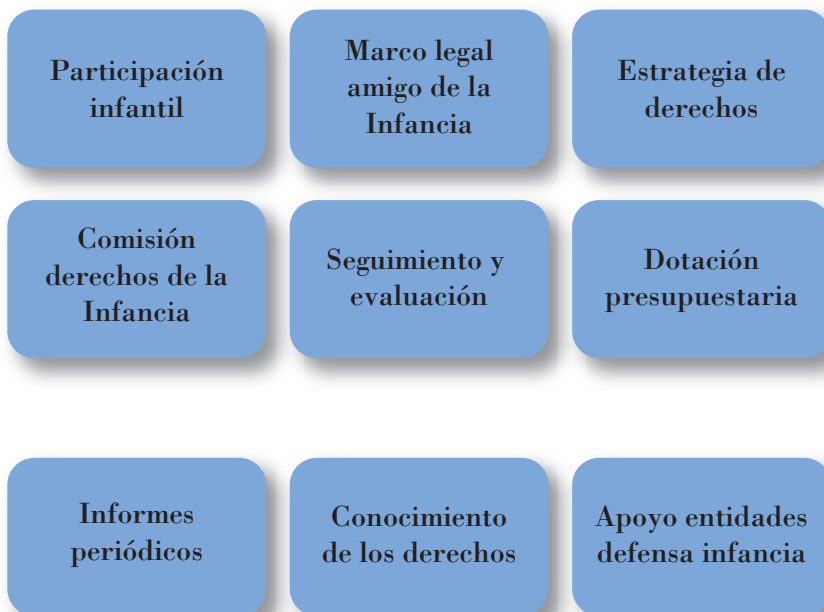 Participación
infantil
Marco legal
amigo de la
Infancia
Estrategia de
derechos
Comisión
derechos de la
Infancia
Seguimiento y
evaluación
Dotación
presupuestaria
Informes
periódicos
Conocimiento
de los derechos
Apoyo entidades
defensa infancia